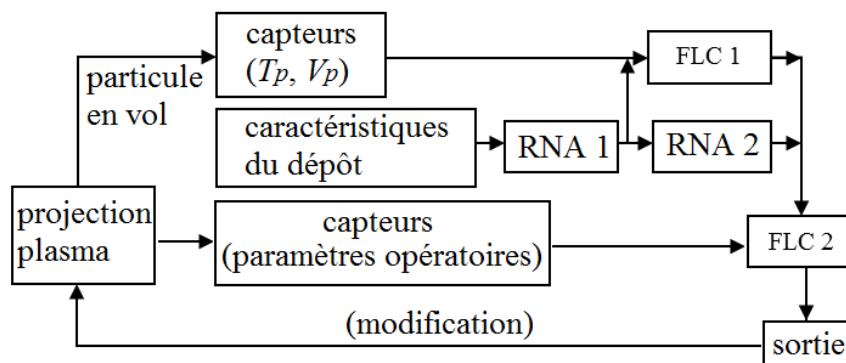 capteurs
(Tp, Vp)
FLC 1
particule
en vol
caractéristiques
du dépôt
RNA 1
RNA 2
projection
plasma
capteurs
(paramètres opératoires)
FLC 2
(modification)
sortie